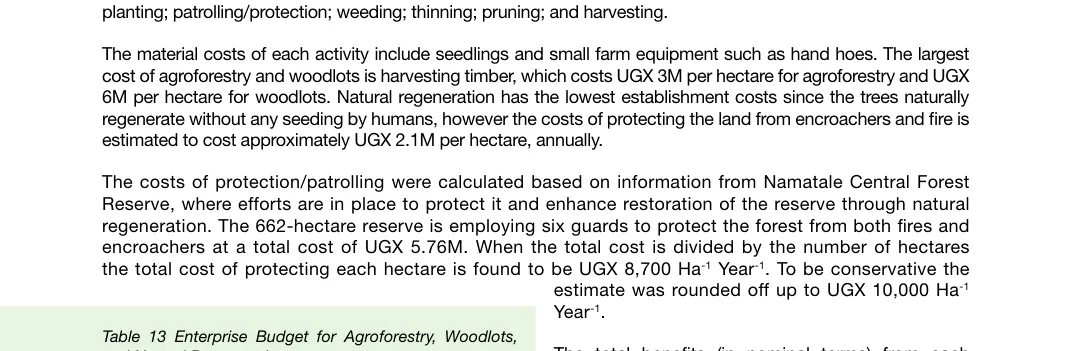 planting; patrolling/protection; weeding; thinning; pruning; and harvesting.
The material costs of each activity include seedlings and small farm equipment such as hand hoes. The largest
cost of agroforestry and woodlots is harvesting timber, which costs UGX 3M per hectare for agroforestry and UGX
6M per hectare for woodlots. Natural regeneration has the lowest establishment costs since the trees naturally
regenerate without any seeding by humans, however the costs of protecting the land from encroachers and fire is
estimated to cost approximately UGX 2.1M per hectare, annually.
The costs of protection/patrolling were calculated based on information from Namatale Central Forest
Reserve, where efforts are in place to protect it and enhance restoration of the reserve through natural
regeneration. The 662-hectare reserve is employing six guards to protect the forest from both fires and
encroachers at a total cost of UGX 5.76M. When the total cost is divided by the number of hectares
the total cost of protecting each hectare is found to be UGX 8,700 Ha⁻¹ Year⁻¹. To be conservative the
estimate was rounded off up to UGX 10,000 Ha⁻¹
Year⁻¹.
Table 13 Enterprise Budget for Agroforestry, Woodlots,
The total benefits (in nominal terms) from each